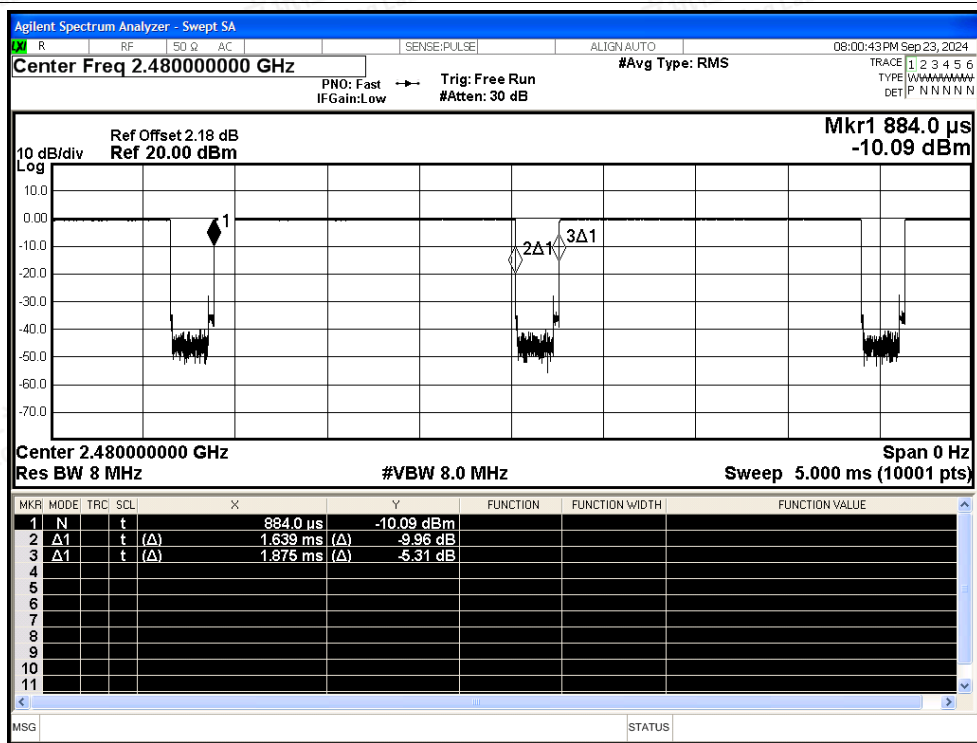 Agilent Spectrum Analyzer - Swept SA
LXI R RF 50 Ω AC SENSE:PULSE ALIGN AUTO 08:00:43 PM Sep 23, 2024
Center Freq 2.480000000 GHz
PNO: Fast
IFGain:Low
Trig: Free Run
#Atten: 30 dB
#Avg Type: RMS
TRACE 1 2 3 4 5 6
TYPE WWWWWW
DET P N N N N N
Mkr1 884.0 µs
-10.09 dBm
Ref Offset 2.18 dB
10 dB/div Ref 20.00 dBm
Log
10.0
0.00
-10.0
-20.0
-30.0
-40.0
-50.0
-60.0
-70.0
1
2Δ1
3Δ1
Center 2.480000000 GHz Span 0 Hz
Res BW 8 MHz #VBW 8.0 MHz Sweep 5.000 ms (10001 pts)
MKR MODE TRC SCL X Y FUNCTION FUNCTION WIDTH FUNCTION VALUE
1 N t 884.0 µs -10.09 dBm
2 Δ1 t (Δ) 1.639 ms (Δ) -9.96 dB
3 Δ1 t (Δ) 1.875 ms (Δ) -5.31 dB
4
5
6
7
8
9
10
11
MSG STATUS